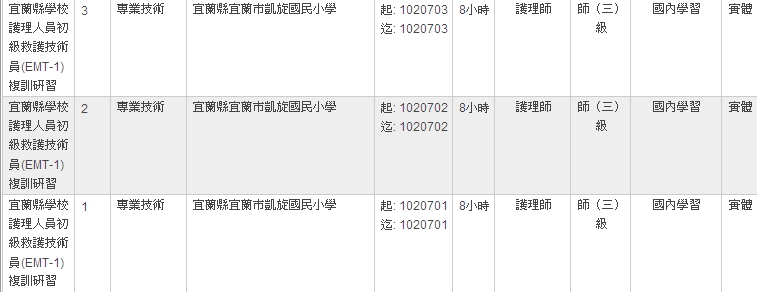 宜蘭縣學校 3 專業技術 宜蘭縣宜蘭市凱旋國民小學 起: 1020703 8小時 護理師 師（三） 國內學習 實體
護理人員初 迄: 1020703 級
級救護技術
員(EMT-1)
複訓研習
宜蘭縣學校 2 專業技術 宜蘭縣宜蘭市凱旋國民小學 起: 1020702 8小時 護理師 師（三） 國內學習 實體
護理人員初 迄: 1020702 級
級救護技術
員(EMT-1)
複訓研習
宜蘭縣學校 1 專業技術 宜蘭縣宜蘭市凱旋國民小學 起: 1020701 8小時 護理師 師（三） 國內學習 實體
護理人員初 迄: 1020701 級
級救護技術
員(EMT-1)
複訓研習